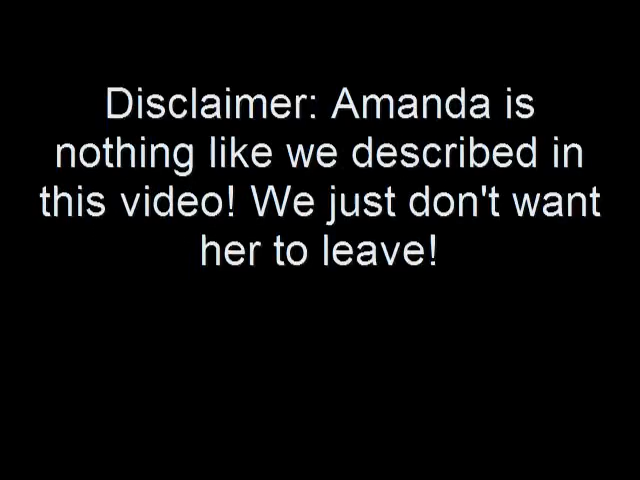 Disclaimer: Amanda is
nothing like we described in
this video! We just don't want
her to leave!